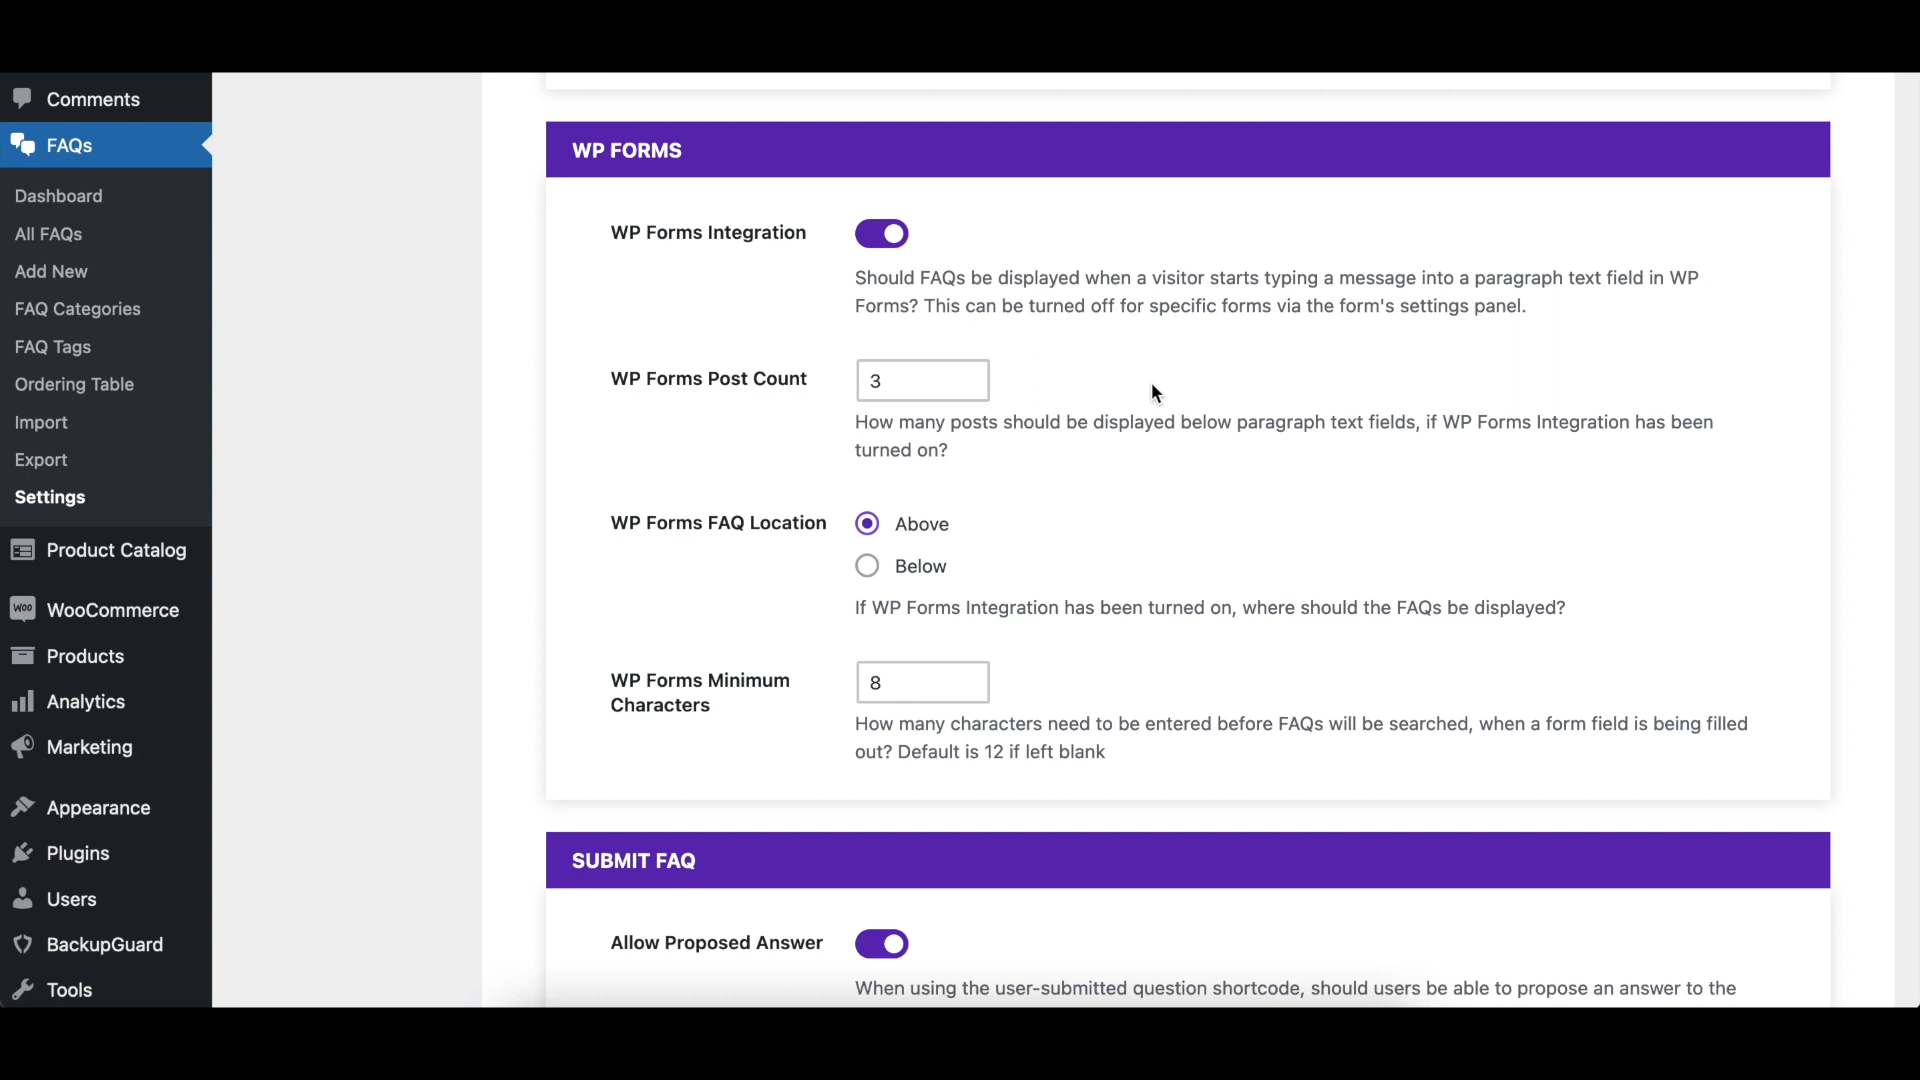 Comments
FAQs
Dashboard
All FAQs
Add New
FAQ Categories
FAQ Tags
Ordering Table
Import
Export
Settings
Product Catalog
WOO WooCommerce
Products
Analytics
Marketing
Appearance
Plugins
Users
BackupGuard
Tools
WP FORMS
WP Forms Integration
Should FAQs be displayed when a visitor starts typing a message into a paragraph text field in WP
Forms? This can be turned off for specific forms via the form's settings panel.
WP Forms Post Count
3
How many posts should be displayed below paragraph text fields, if WP Forms Integration has been
turned on?
WP Forms FAQ Location
Above
Below
If WP Forms Integration has been turned on, where should the FAQs be displayed?
WP Forms Minimum
Characters
8
How many characters need to be entered before FAQs will be searched, when a form field is being filled
out? Default is 12 if left blank
SUBMIT FAQ
Allow Proposed Answer
When using the user-submitted question shortcode, should users be able to propose an answer to the